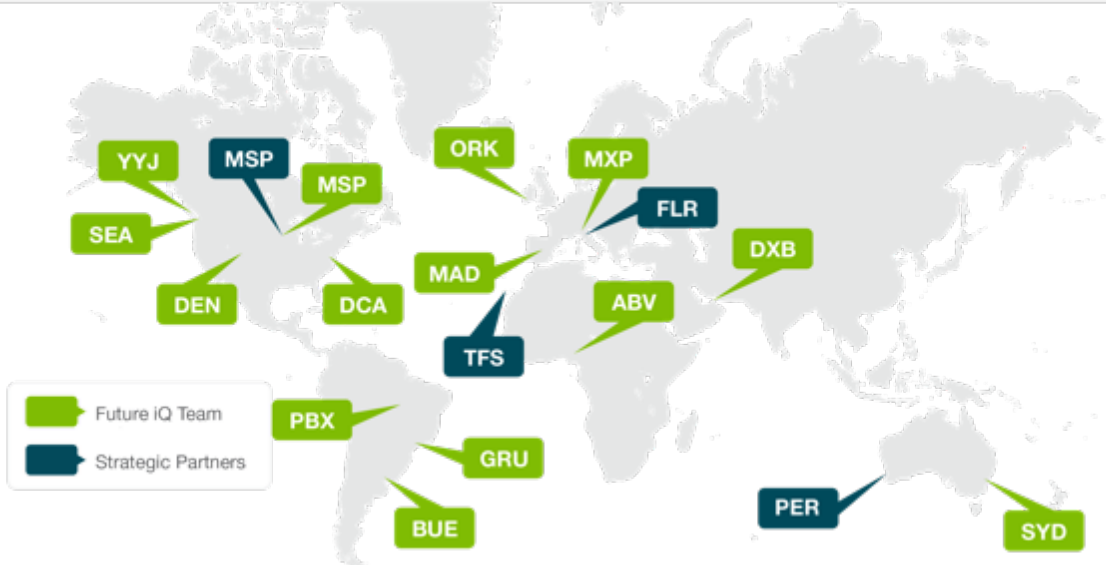 ORK
YYJ
MSP
MXP
MSP
FLR
SEA
DXB
MAD
DEN
DCA
ABV
TFS
Future iQ Team
PBX
Strategic Partners
GRU
PER
BUE
SYD